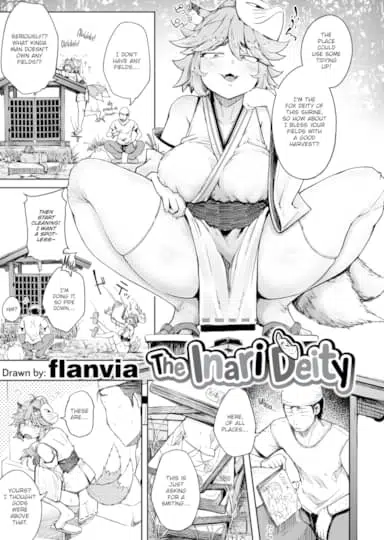 THE
PLACE
COULD
USE
SOME
TIDYING
UP!
I'M THE
FOX DEITY
OF THIS
SHRINE,
SO HOW
ABOUT I
BLESS YOUR
FIELDS WITH
A GOOD
HARVEST?
I DON'T
HAVE ANY
FIELDS...
SERIOUSLY?
WHAT KINDA
MAN DOESN'T
OWN ANY
FIELDS!?
THEN
START
CLEANING!
I WANT
A SPOT-
LESS~
I'M
DOING IT,
SO PIPE
DOWN...
HM?
Drawn by: flanvia
The Inari Deity
HERE,
OF ALL
PLACES...
THIS IS
JUST
ASKING
FOR A
SMITING...
THESE
ARE...
YOURS?
I THOUGHT
GODS
WERE
ABOVE
THAT.